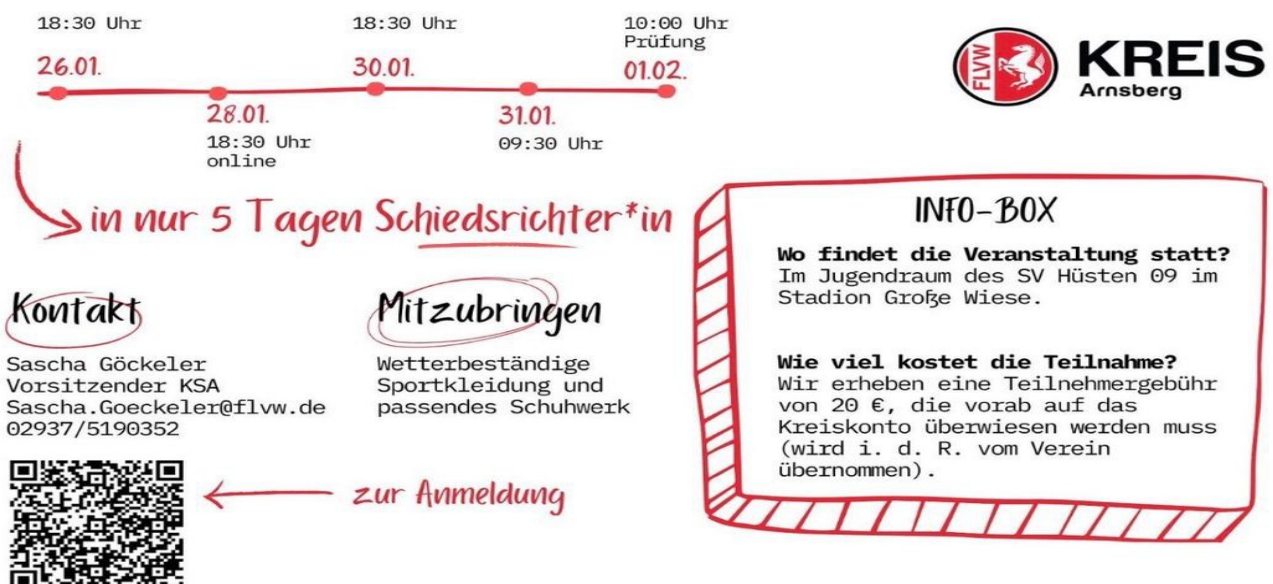 18:30 Uhr
18:30 Uhr
10:00 Uhr
Prüfung
26.01.
30.01.
01.02.
28.01.
31.01.
18:30 Uhr
online
09:30 Uhr
FLVW
KREIS
Arnsberg
in nur 5 Tagen Schiedsrichter*in
Kontakt
Sascha Göckeler
Vorsitzender KSA
Sascha.Goeckeler@flvw.de
02937/5190352
Mitzubringen
Wetterbeständige
Sportkleidung und
passendes Schuhwerk
zur Anmeldung
INFO-BOX
Wo findet die Veranstaltung statt?
Im Jugendraum des SV Hüsten 09 im
Stadion Große Wiese.
Wie viel kostet die Teilnahme?
Wir erheben eine Teilnehmergebühr
von 20 €, die vorab auf das
Kreiskonto überwiesen werden muss
(wird i. d. R. vom Verein
übernommen).